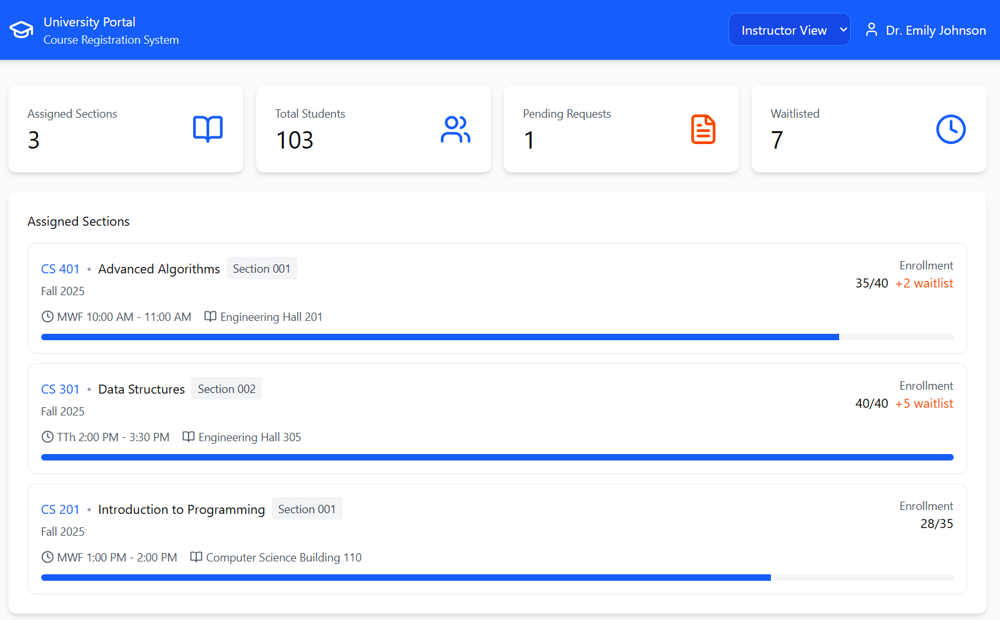 University Portal
Course Registration System
Instructor View
Dr. Emily Johnson
Assigned Sections
3
Total Students
103
Pending Requests
1
Waitlisted
7
Assigned Sections
CS 401 • Advanced Algorithms Section 001
Fall 2025
MWF 10:00 AM - 11:00 AM Engineering Hall 201
Enrollment
35/40 +2 waitlist
CS 301 • Data Structures Section 002
Fall 2025
TTh 2:00 PM - 3:30 PM Engineering Hall 305
Enrollment
40/40 +5 waitlist
CS 201 • Introduction to Programming Section 001
Fall 2025
MWF 1:00 PM - 2:00 PM Computer Science Building 110
Enrollment
28/35